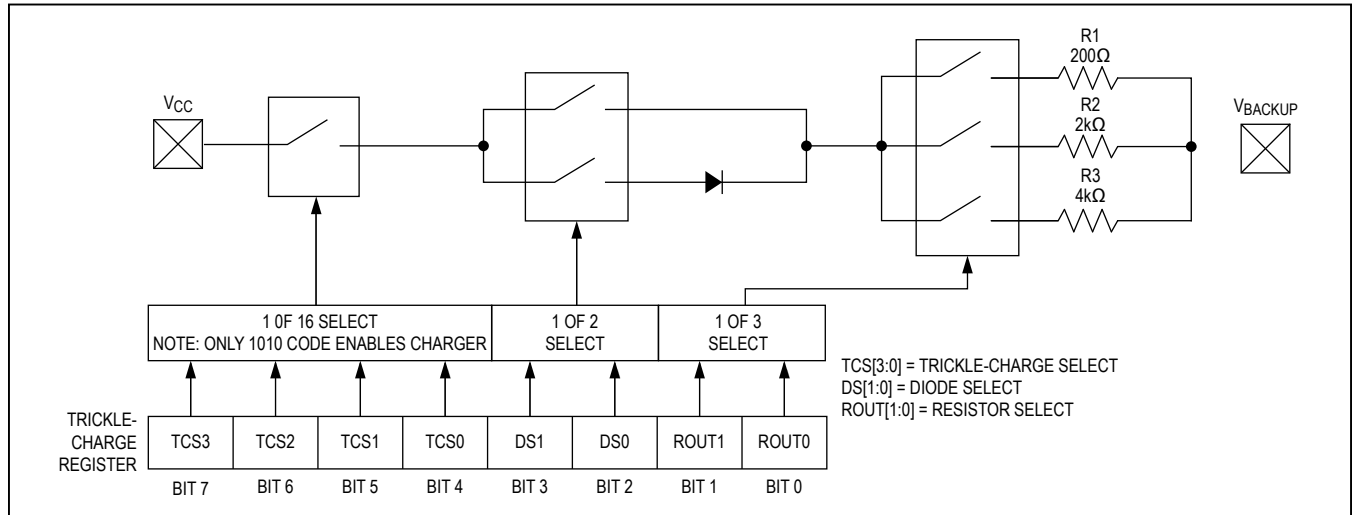 R1
200Ω
VCC
R2
2kΩ
VBACKUP
R3
4kΩ
1 0F 16 SELECT
NOTE: ONLY 1010 CODE ENABLES CHARGER
1 OF 2
SELECT
1 OF 3
SELECT
TCS[3:0] = TRICKLE-CHARGE SELECT
DS[1:0] = DIODE SELECT
ROUT[1:0] = RESISTOR SELECT
TRICKLE-
CHARGE
REGISTER
TCS3 TCS2 TCS1 TCS0 DS1 DS0 ROUT1 ROUT0
BIT 7 BIT 6 BIT 5 BIT 4 BIT 3 BIT 2 BIT 1 BIT 0